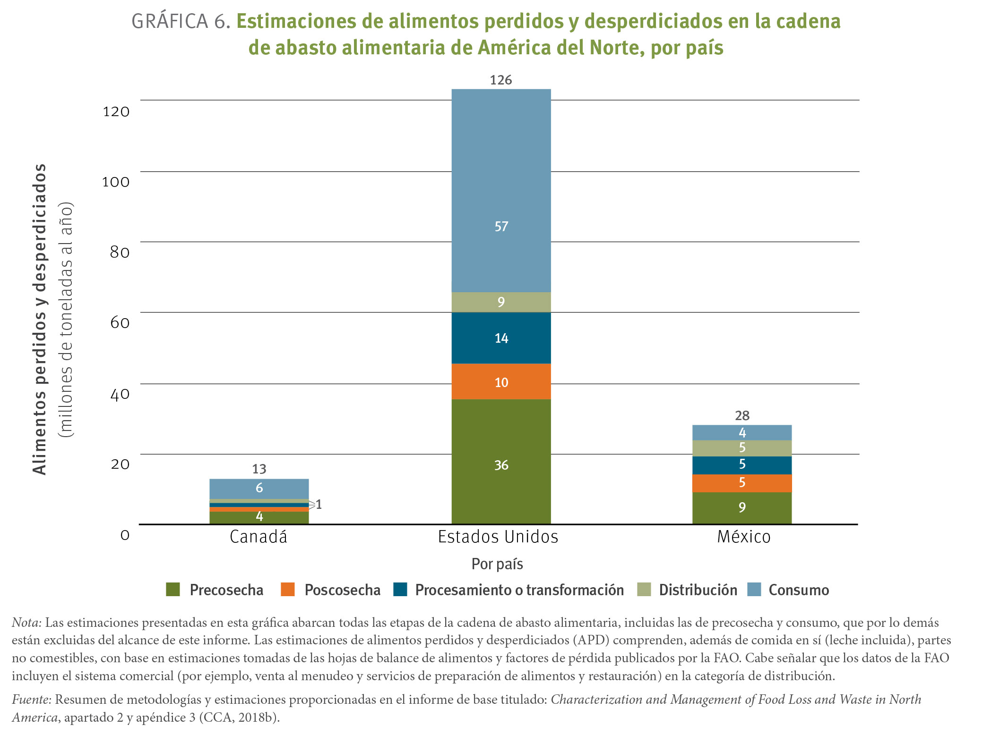 GRÁFICA 6. Estimaciones de alimentos perdidos y desperdiciados en la cadena
de abasto alimentaria de América del Norte, por país
Alimentos perdidos y desperdiciados
(millones de toneladas al año)
120
100
80
60
40
20
0
13
6
1
4
126
57
9
14
10
36
28
4
5
5
5
9
Canadá
Estados Unidos
México
Por país
Precosecha
Poscosecha
Procesamiento o transformación
Distribución
Consumo
Nota: Las estimaciones presentadas en esta gráfica abarcan todas las etapas de la cadena de abasto alimentaria, incluidas las de precosecha y consumo, que por lo demás
están excluidas del alcance de este informe. Las estimaciones de alimentos perdidos y desperdiciados (APD) comprenden, además de comida en sí (leche incluida), partes
no comestibles, con base en estimaciones tomadas de las hojas de balance de alimentos y factores de pérdida publicados por la FAO. Cabe señalar que los datos de la FAO
incluyen el sistema comercial (por ejemplo, venta al menudeo y servicios de preparación de alimentos y restauración) en la categoría de distribución.
Fuente: Resumen de metodologías y estimaciones proporcionadas en el informe de base titulado: Characterization and Management of Food Loss and Waste in North
America, apartado 2 y apéndice 3 (CCA, 2018b).